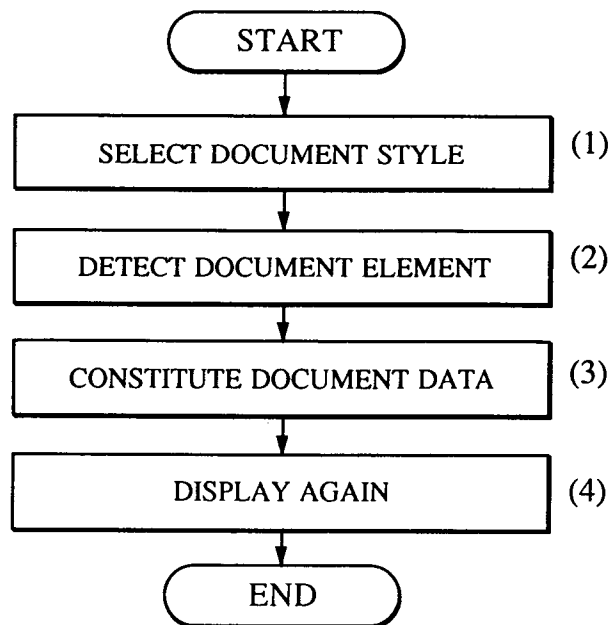 START
SELECT DOCUMENT STYLE (1)
DETECT DOCUMENT ELEMENT (2)
CONSTITUTE DOCUMENT DATA (3)
DISPLAY AGAIN (4)
END